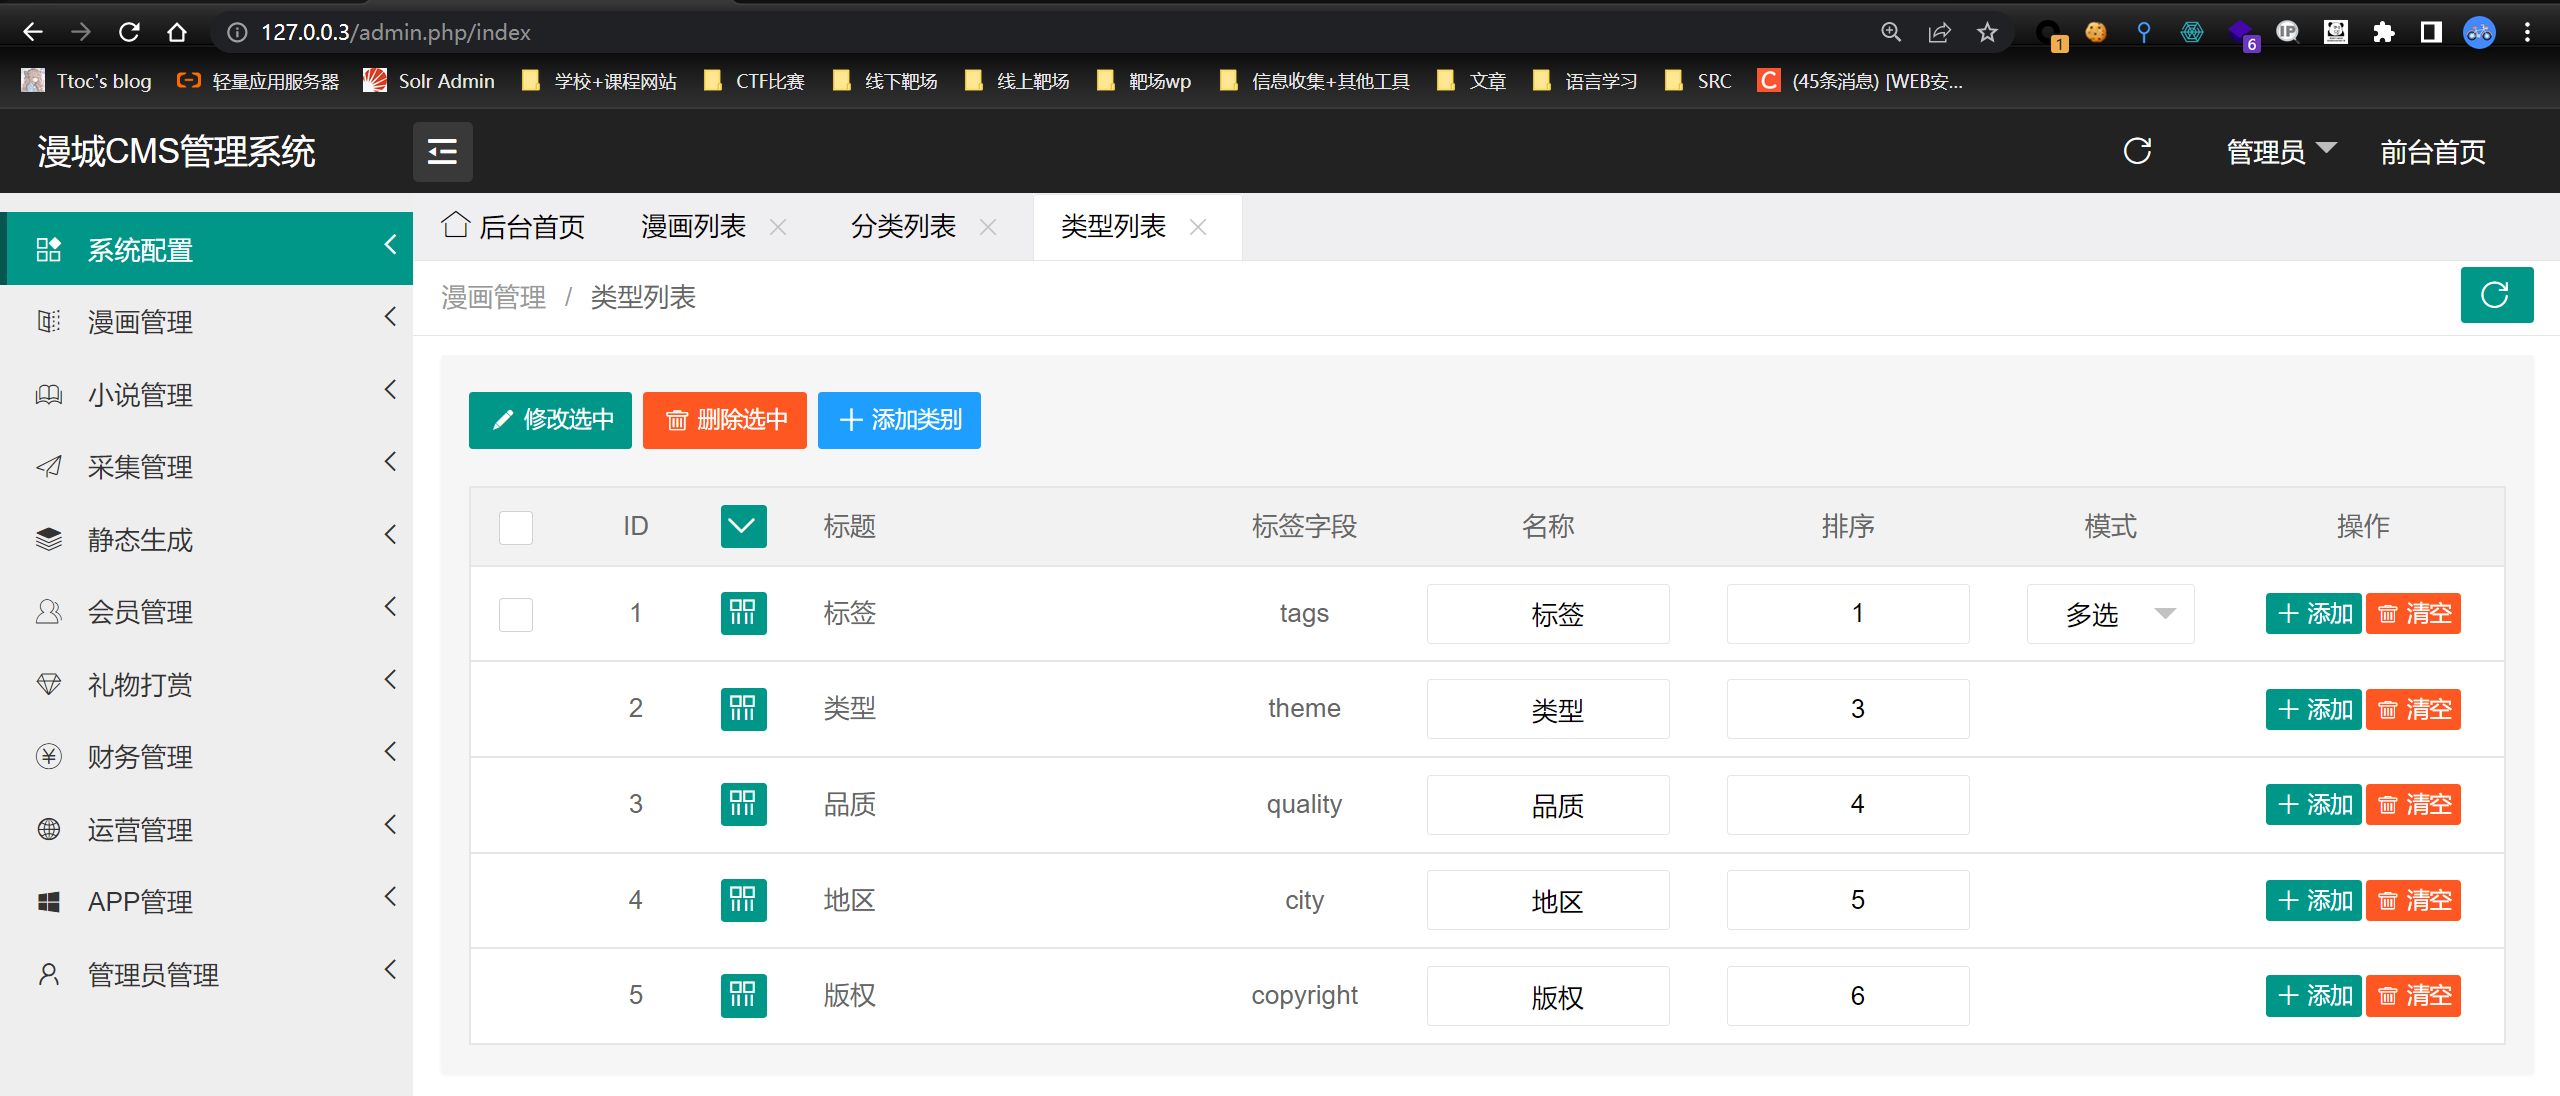 127.0.0.3/admin.php/index
1
6
Ttoc's blog 轻量应用服务器 Solr Admin 学校+课程网站 CTF比赛 线下靶场 线上靶场 靶场wp 信息收集+其他工具 文章 语言学习 SRC (45条消息) [WEB安...
漫城CMS管理系统 管理员 前台首页
系统配置
漫画管理
小说管理
采集管理
静态生成
会员管理
礼物打赏
财务管理
运营管理
APP管理
管理员管理
后台首页 漫画列表 分类列表 类型列表
漫画管理 / 类型列表
修改选中 删除选中 添加类别
ID 标题 标签字段 名称 排序 模式 操作
1 标签 tags 标签 1 多选 添加 清空
2 类型 theme 类型 3 添加 清空
3 品质 quality 品质 4 添加 清空
4 地区 city 地区 5 添加 清空
5 版权 copyright 版权 6 添加 清空